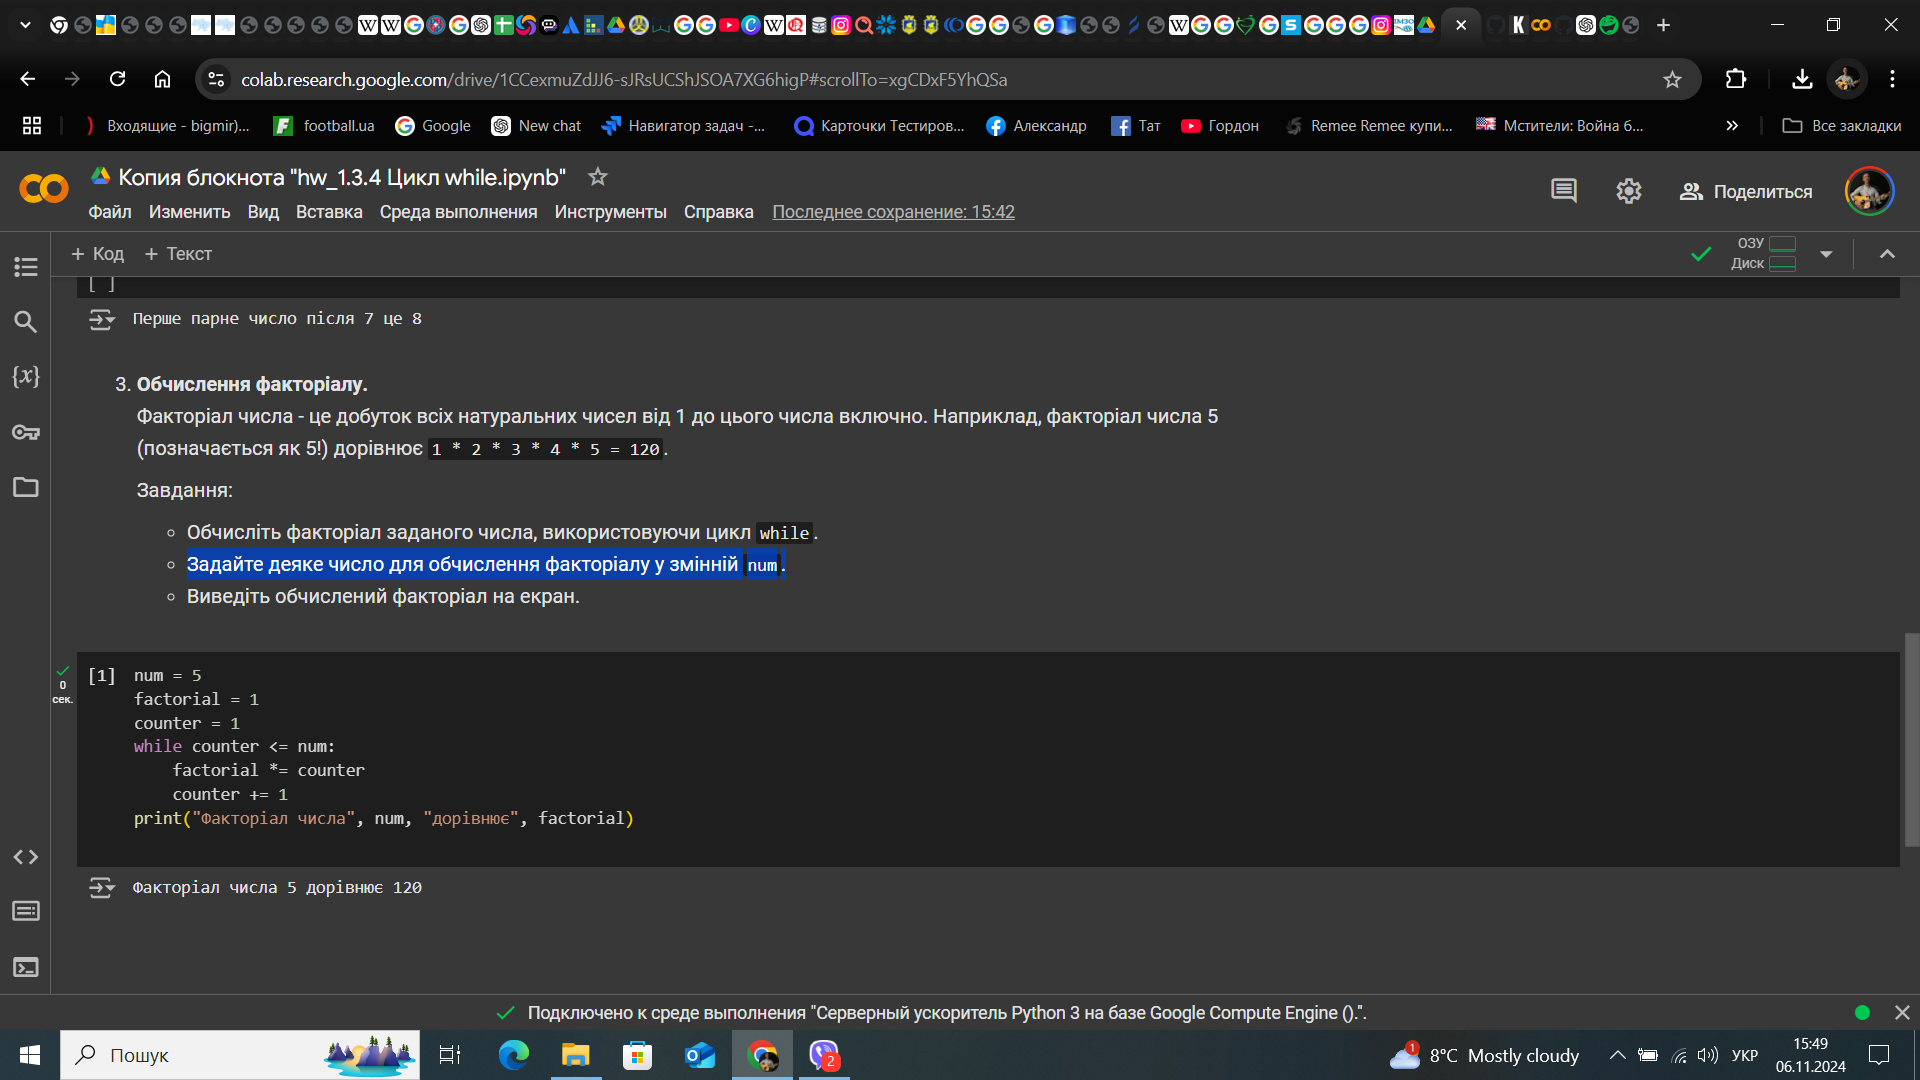 colab.research.google.com/drive/1CCexmuZdJJ6-sJRsUCShJSOA7XG6higP#scrollTo=xgCDxF5YhQSa
Входящие - bigmir)... football.ua Google New chat Навигатор задач -... Карточки Тестиров... Александр Тат Гордон Remee Remee купи... Мстители: Война б... Все закладки
Копия блокнота "hw_1.3.4 Цикл while.ipynb"
Поделиться
Файл Изменить Вид Вставка Среда выполнения Инструменты Справка Последнее сохранение: 15:42
+ Код + Текст
ОЗУ
Диск
[ ]
Перше парне число після 7 це 8
3. Обчислення факторіалу.
Факторіал числа - це добуток всіх натуральних чисел від 1 до цього числа включно. Наприклад, факторіал числа 5
(позначається як 5!) дорівнює 1 * 2 * 3 * 4 * 5 = 120.
Завдання:
Обчисліть факторіал заданого числа, використовуючи цикл while.
Задайте деяке число для обчислення факторіалу у змінній num.
Виведіть обчислений факторіал на екран.
0
сек.
[1] num = 5
factorial = 1
counter = 1
while counter <= num:
factorial *= counter
counter += 1
print("Факторіал числа", num, "дорівнює", factorial)
Факторіал числа 5 дорівнює 120
Подключено к среде выполнения "Серверный ускоритель Python 3 на базе Google Compute Engine ().".
Пошук
2
1
8°C Mostly cloudy
УКР
15:49
06.11.2024